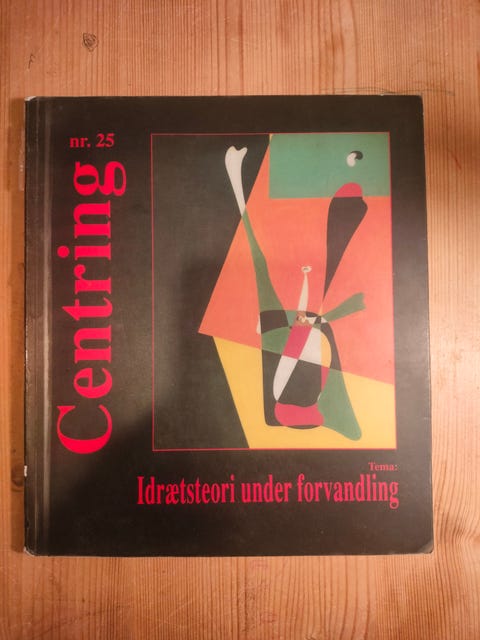 nr. 25
Centring
Tema:
Idrætsteori under forvandling